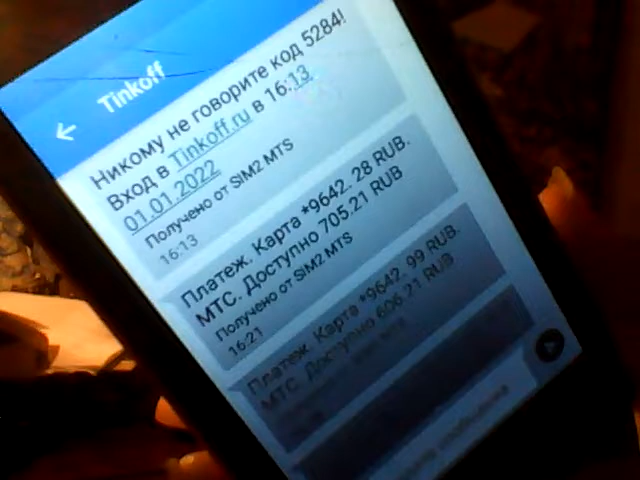 Tinkoff
Никому не говорите код 5284!
Вход в Tinkoff.ru в 16:13
01.01.2022
Получено от SIM2 MTS
16:13
Платеж. Карта *9642. 28 RUB.
МТС. Доступно 705.21 RUB
Получено от SIM2 MTS
16:21
Платеж. Карта *9642. 99 RUB.
МТС. Доступно 606.21 RUB